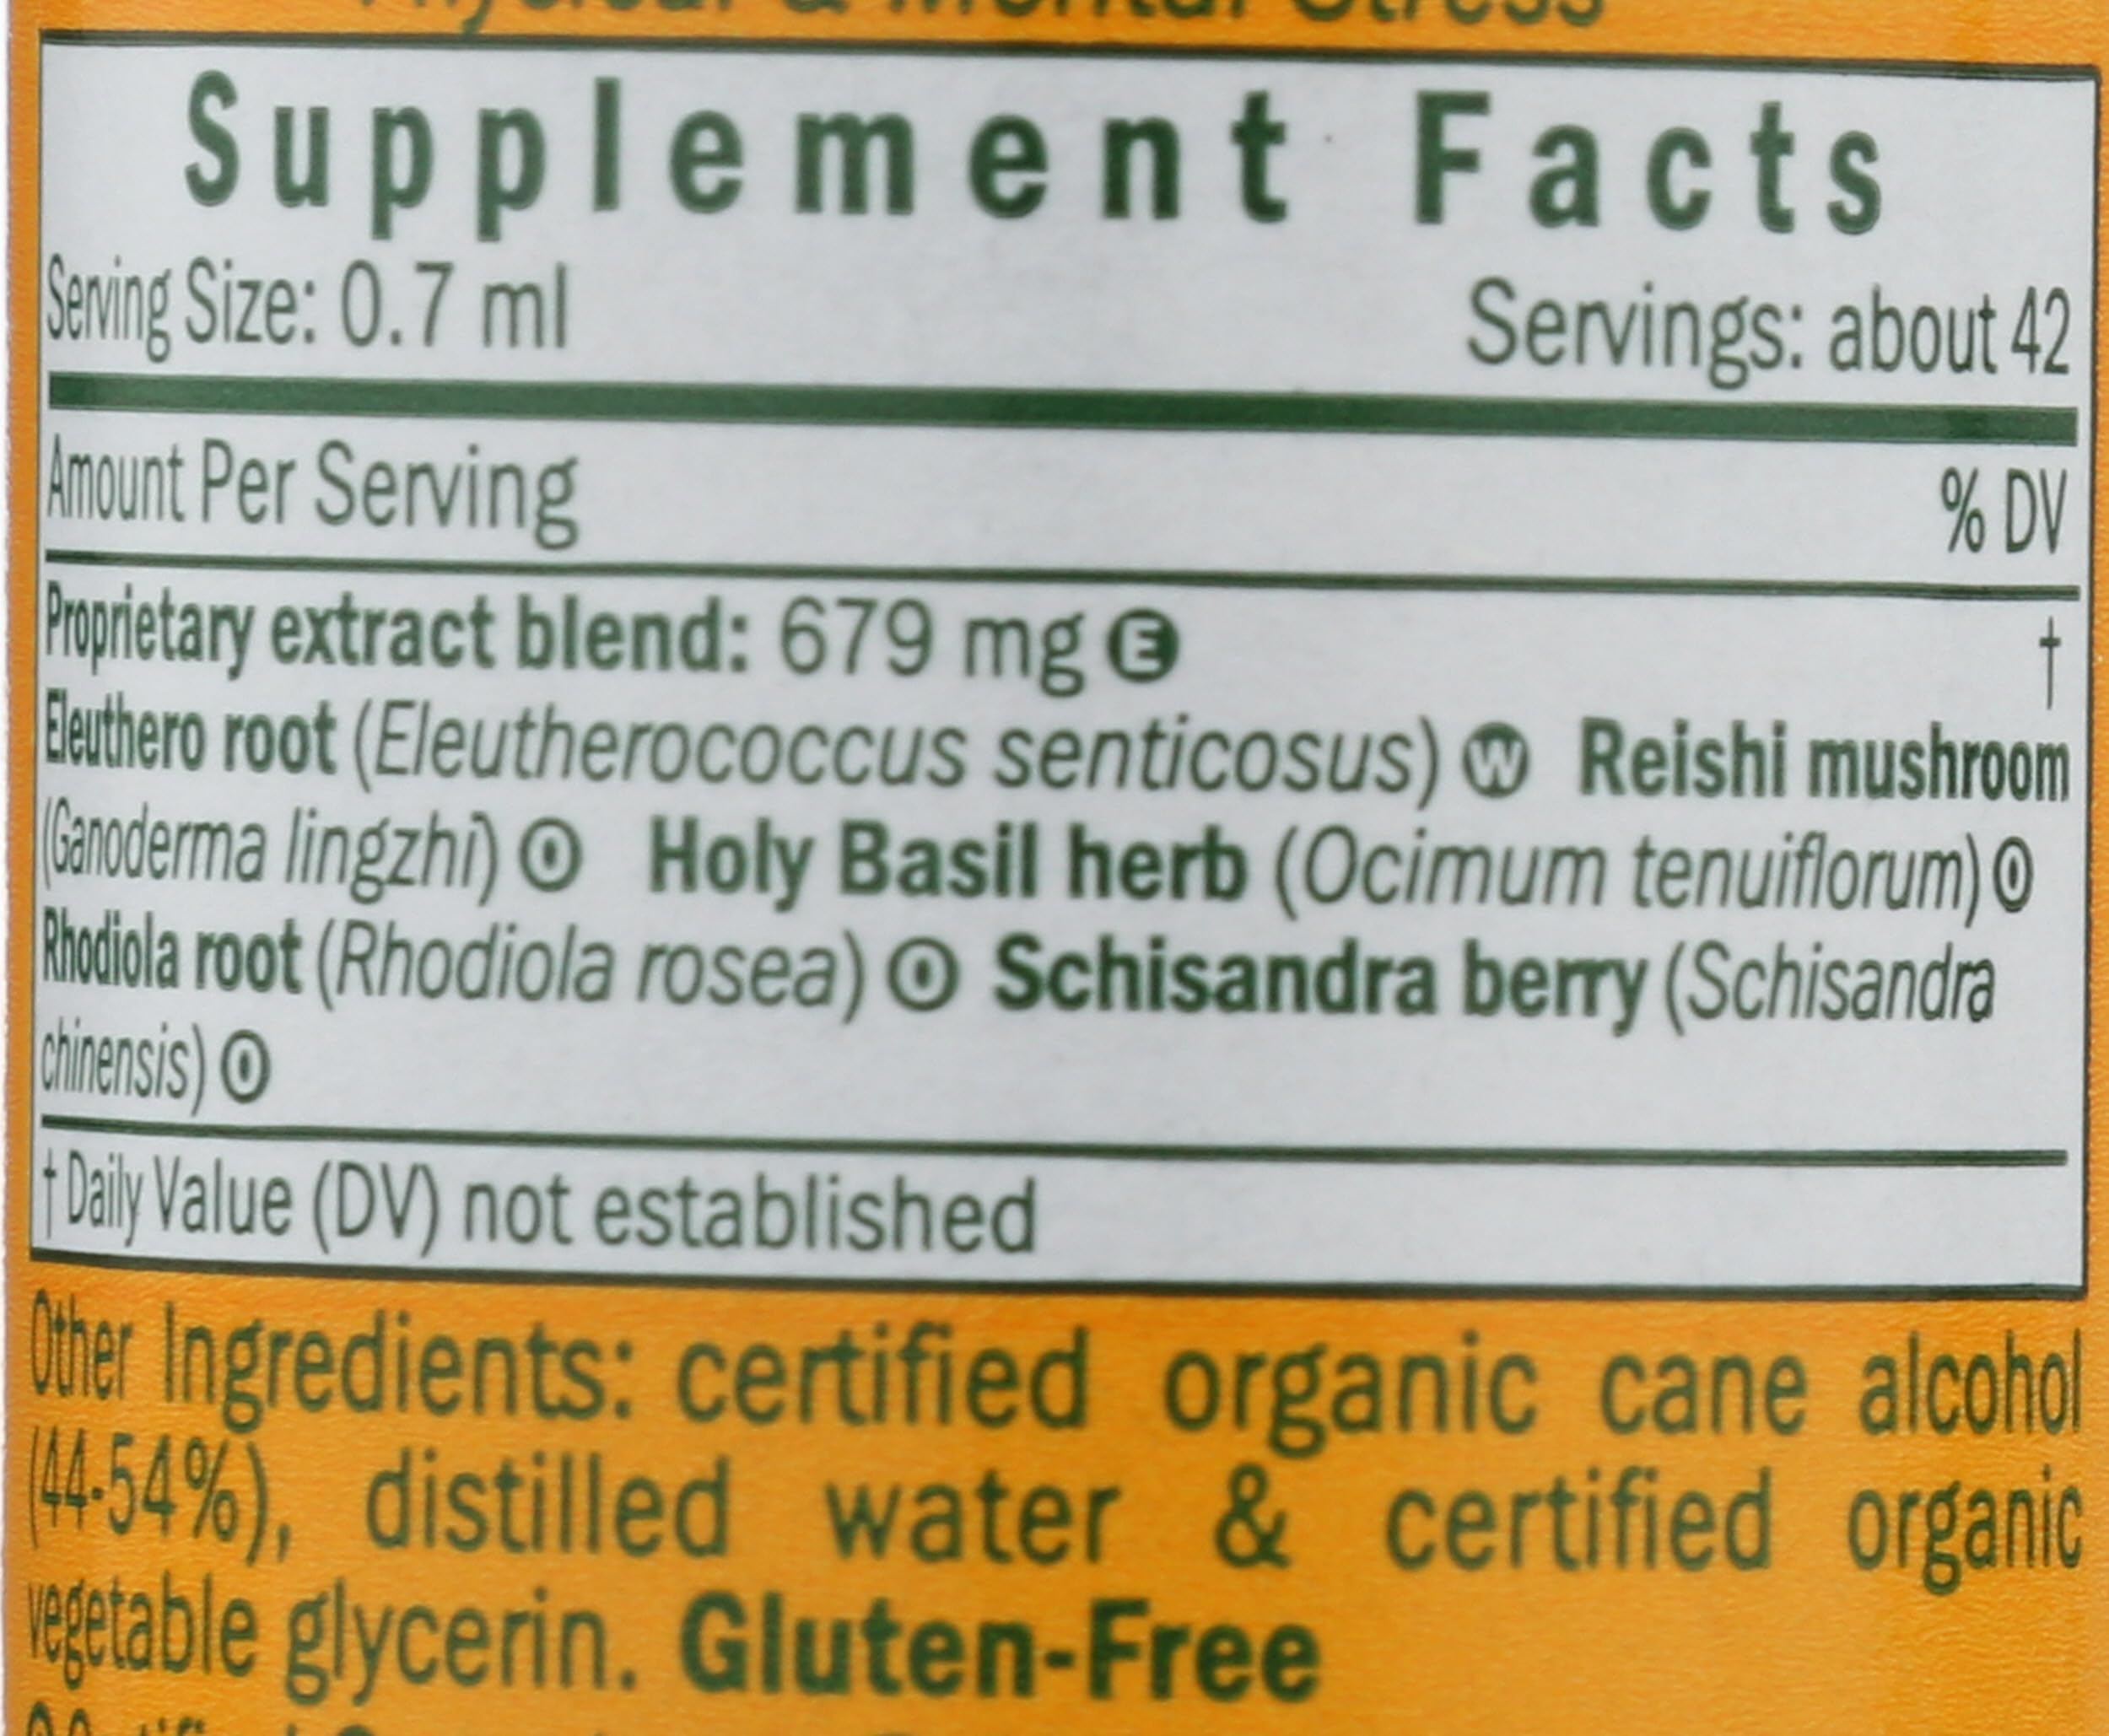 Physical & Mental Stress
Supplement Facts
Serving Size: 0.7 ml Servings: about 42
Amount Per Serving % DV
Proprietary extract blend: 679 mg Ⓔ †
Eleuthero root (Eleutherococcus senticosus) Ⓦ Reishi mushroom
(Ganoderma lingzhi) Ⓞ Holy Basil herb (Ocimum tenuiflorum) Ⓞ
Rhodiola root (Rhodiola rosea) Ⓞ Schisandra berry (Schisandra
chinensis) Ⓞ
† Daily Value (DV) not established
Other Ingredients: certified organic cane alcohol
(44-54%), distilled water & certified organic
vegetable glycerin. Gluten-Free